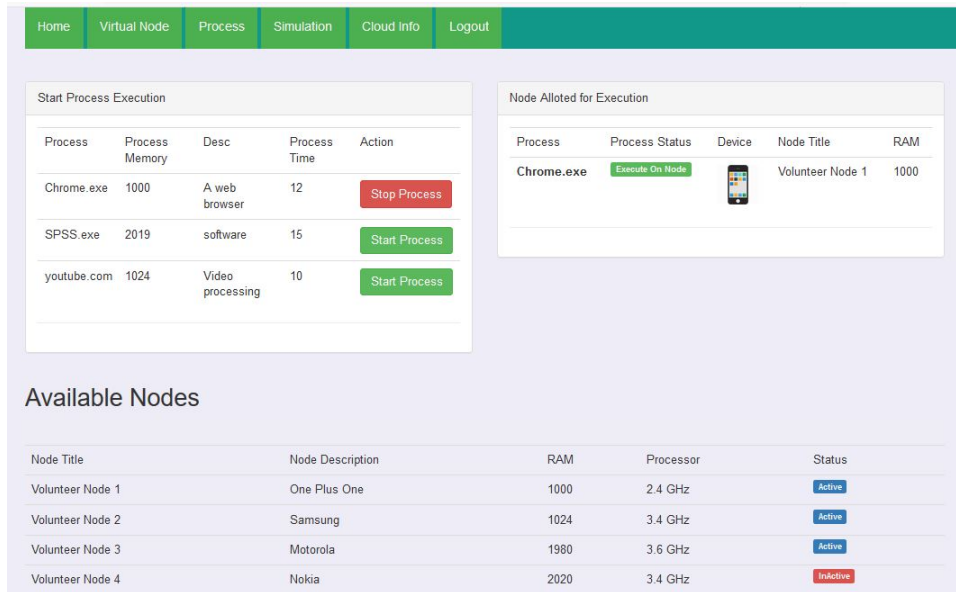 Home Virtual Node Process Simulation Cloud Info Logout
Start Process Execution
Process Process Memory Desc Process Time Action
Chrome.exe 1000 A web browser 12 Stop Process
SPSS.exe 2019 software 15 Start Process
youtube.com 1024 Video processing 10 Start Process
Node Alloted for Execution
Process Process Status Device Node Title RAM
Chrome.exe Execute On Node Volunteer Node 1 1000
Available Nodes
Node Title Node Description RAM Processor Status
Volunteer Node 1 One Plus One 1000 2.4 GHz Active
Volunteer Node 2 Samsung 1024 3.4 GHz Active
Volunteer Node 3 Motorola 1980 3.6 GHz Active
Volunteer Node 4 Nokia 2020 3.4 GHz InActive